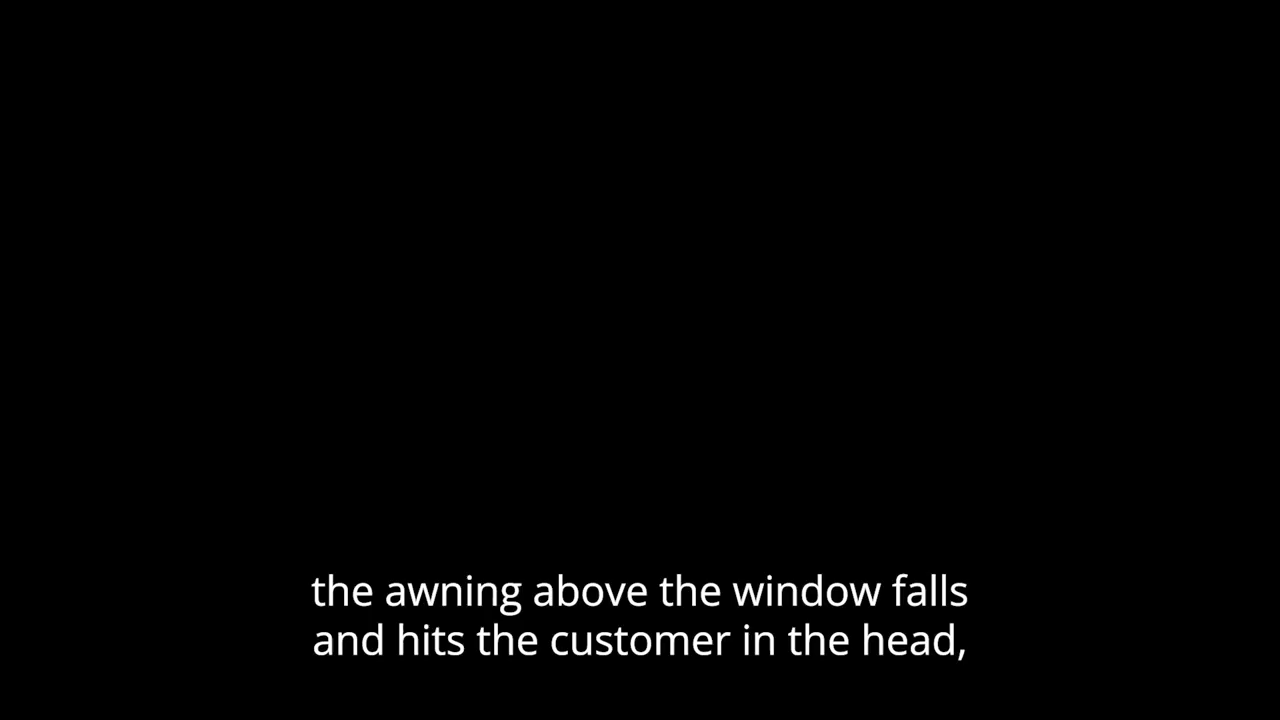 the awning above the window falls
and hits the customer in the head,